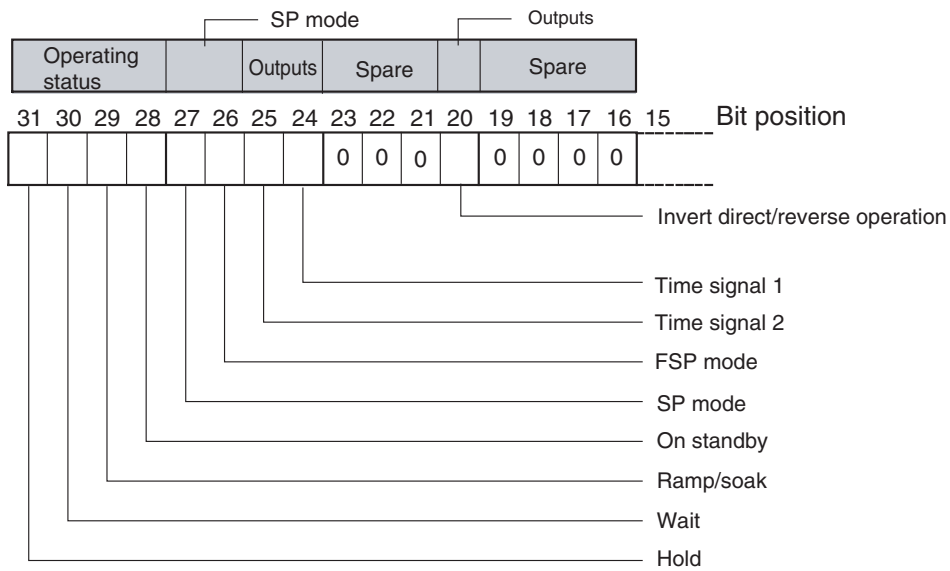 SP mode
Outputs
Operating status
Outputs
Spare
Spare
31 30 29 28 27 26 25 24 23 22 21 20 19 18 17 16 15 Bit position
0 0 0 0 0 0 0
Invert direct/reverse operation
Time signal 1
Time signal 2
FSP mode
SP mode
On standby
Ramp/soak
Wait
Hold